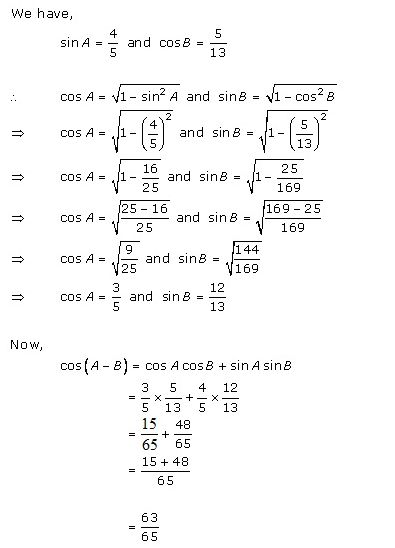 We have,
sin A = 4/5 and cos B = 5/13
∴ cos A = √(1 − sin² A) and sin B = √(1 − cos² B)
⇒ cos A = √(1 − (4/5)²) and sin B = √(1 − (5/13)²)
⇒ cos A = √(1 − 16/25) and sin B = √(1 − 25/169)
⇒ cos A = √((25 − 16)/25) and sin B = √((169 − 25)/169)
⇒ cos A = √(9/25) and sin B = √(144/169)
⇒ cos A = 3/5 and sin B = 12/13
Now,
cos(A − B) = cos A cos B + sin A sin B
= 3/5 × 5/13 + 4/5 × 12/13
= 15/65 + 48/65
= (15 + 48)/65
= 63/65